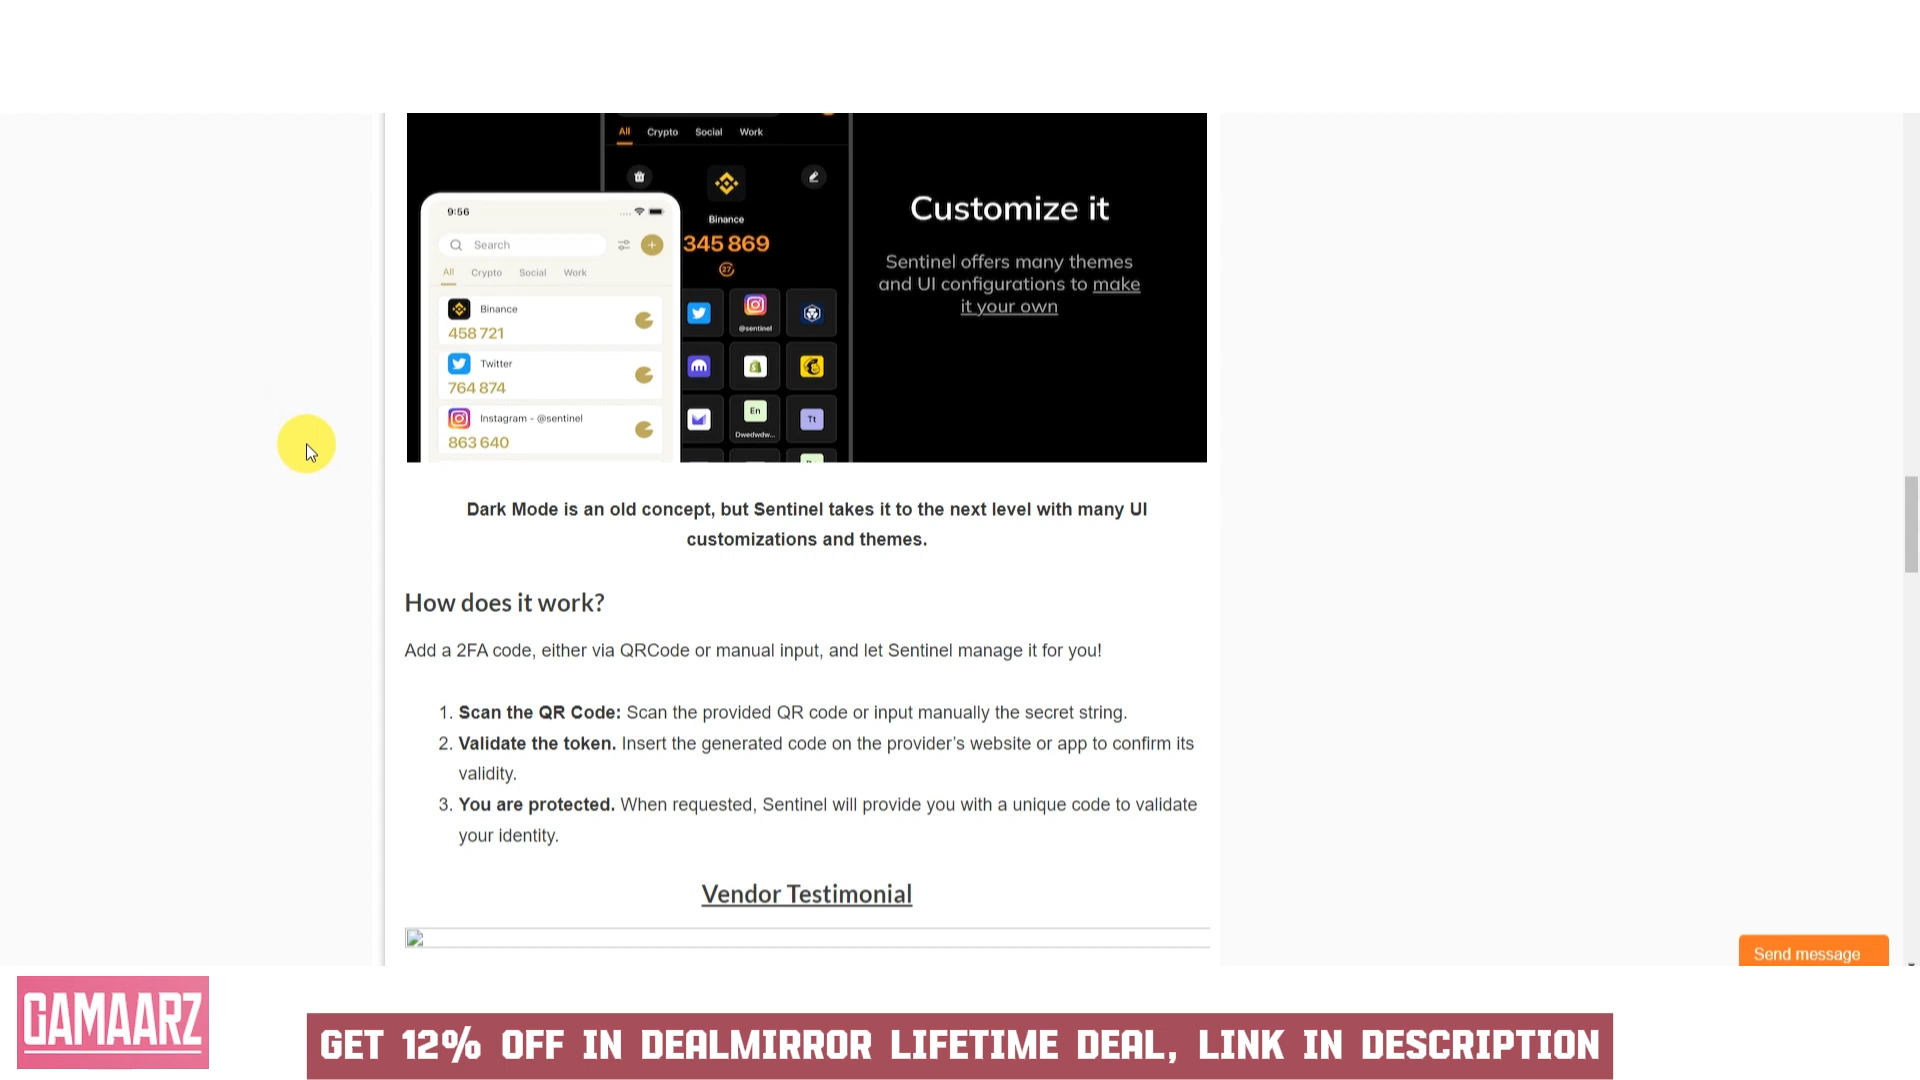 All Crypto Social Work
Binance
345 869
27
@sentinel
En
Tt
Dwedwdw...
9:56
Search
+
All Crypto Social Work
Binance
458 721
Twitter
764 874
Instagram - @sentinel
863 640
Customize it
Sentinel offers many themes
and UI configurations to make
it your own
Dark Mode is an old concept, but Sentinel takes it to the next level with many UI
customizations and themes.
How does it work?
Add a 2FA code, either via QRCode or manual input, and let Sentinel manage it for you!
1. Scan the QR Code: Scan the provided QR code or input manually the secret string.
2. Validate the token. Insert the generated code on the provider’s website or app to confirm its
validity.
3. You are protected. When requested, Sentinel will provide you with a unique code to validate
your identity.
Vendor Testimonial
Send message
GAMAARZ
GET 12% OFF IN DEALMIRROR LIFETIME DEAL, LINK IN DESCRIPTION